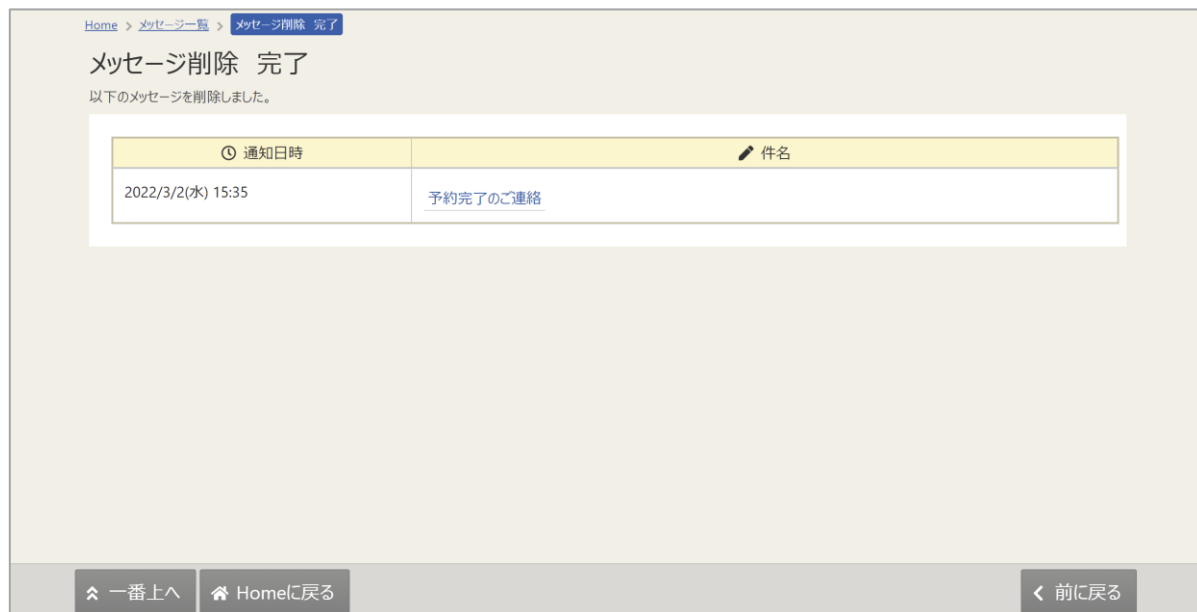 Home > メッセージ一覧 > メッセージ削除 完了
メッセージ削除 完了
以下のメッセージを削除しました。
通知日時 件名
2022/3/2(水) 15:35 予約完了のご連絡
一番上へ Homeに戻る 前に戻る